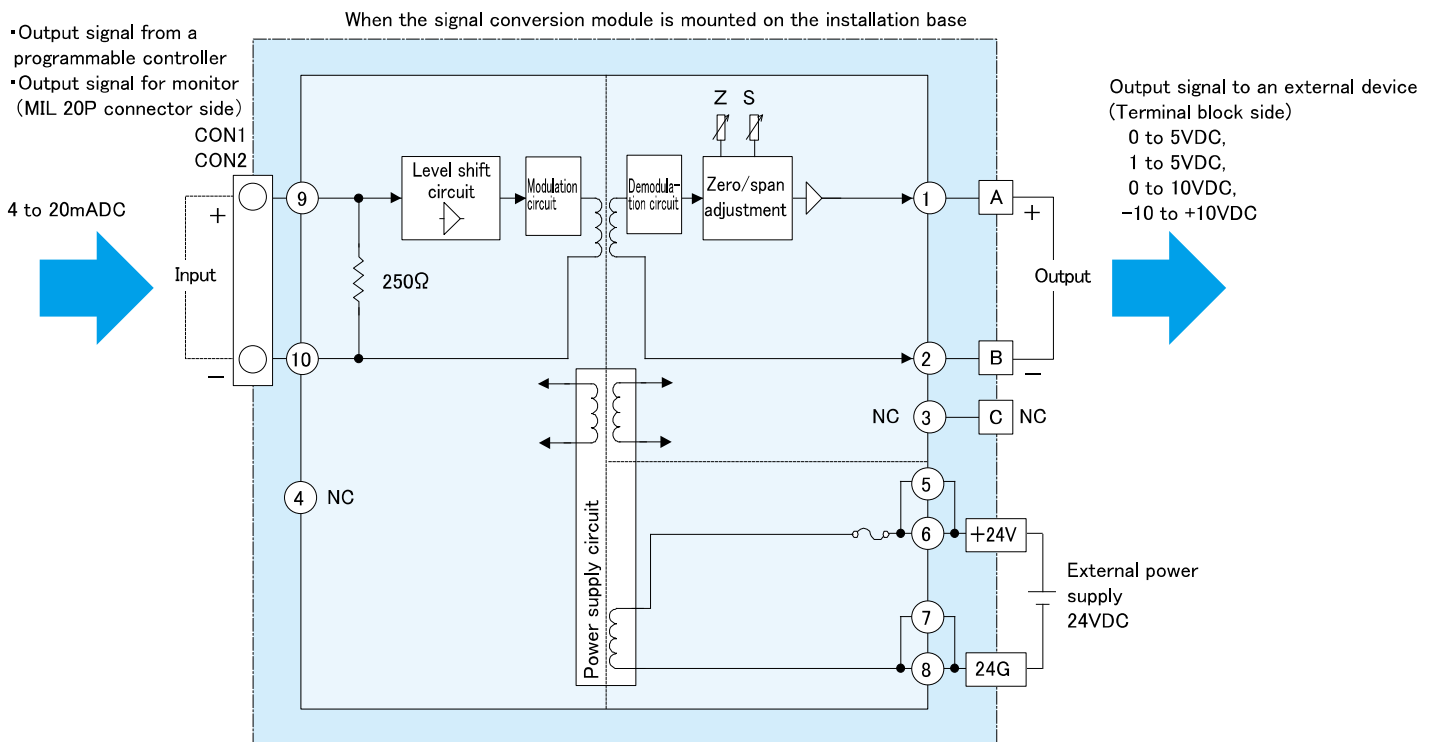 When the signal conversion module is mounted on the installation base
･Output signal from a
programmable controller
･Output signal for monitor
(MIL 20P connector side)
CON1
CON2
4 to 20mADC
+
Input
−
9
10
250Ω
Level shift
circuit
Modulation
circuit
Demodula-
tion circuit
Z S
Zero/span
adjustment
1
A
+
Output
2
B
−
NC 3 C NC
Output signal to an external device
(Terminal block side)
0 to 5VDC,
1 to 5VDC,
0 to 10VDC,
−10 to +10VDC
4 NC
Power supply circuit
5
6
+24V
7
8
24G
External power
supply
24VDC